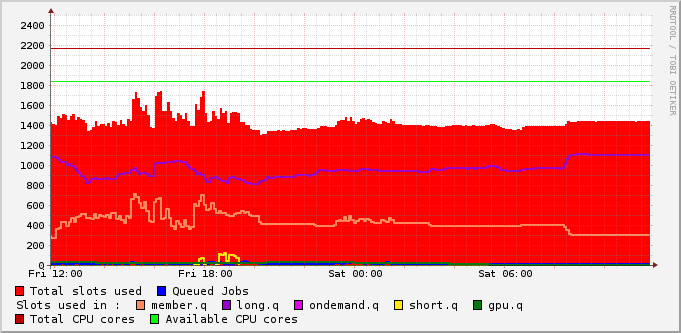 RRDTOOL / TOBI OETIKER
2400
2200
2000
1800
1600
1400
1200
1000
800
600
400
200
0
Fri 12:00 Fri 18:00 Sat 00:00 Sat 06:00
Total slots used Queued Jobs
Slots used in : member.q long.q ondemand.q short.q gpu.q
Total CPU cores Available CPU cores